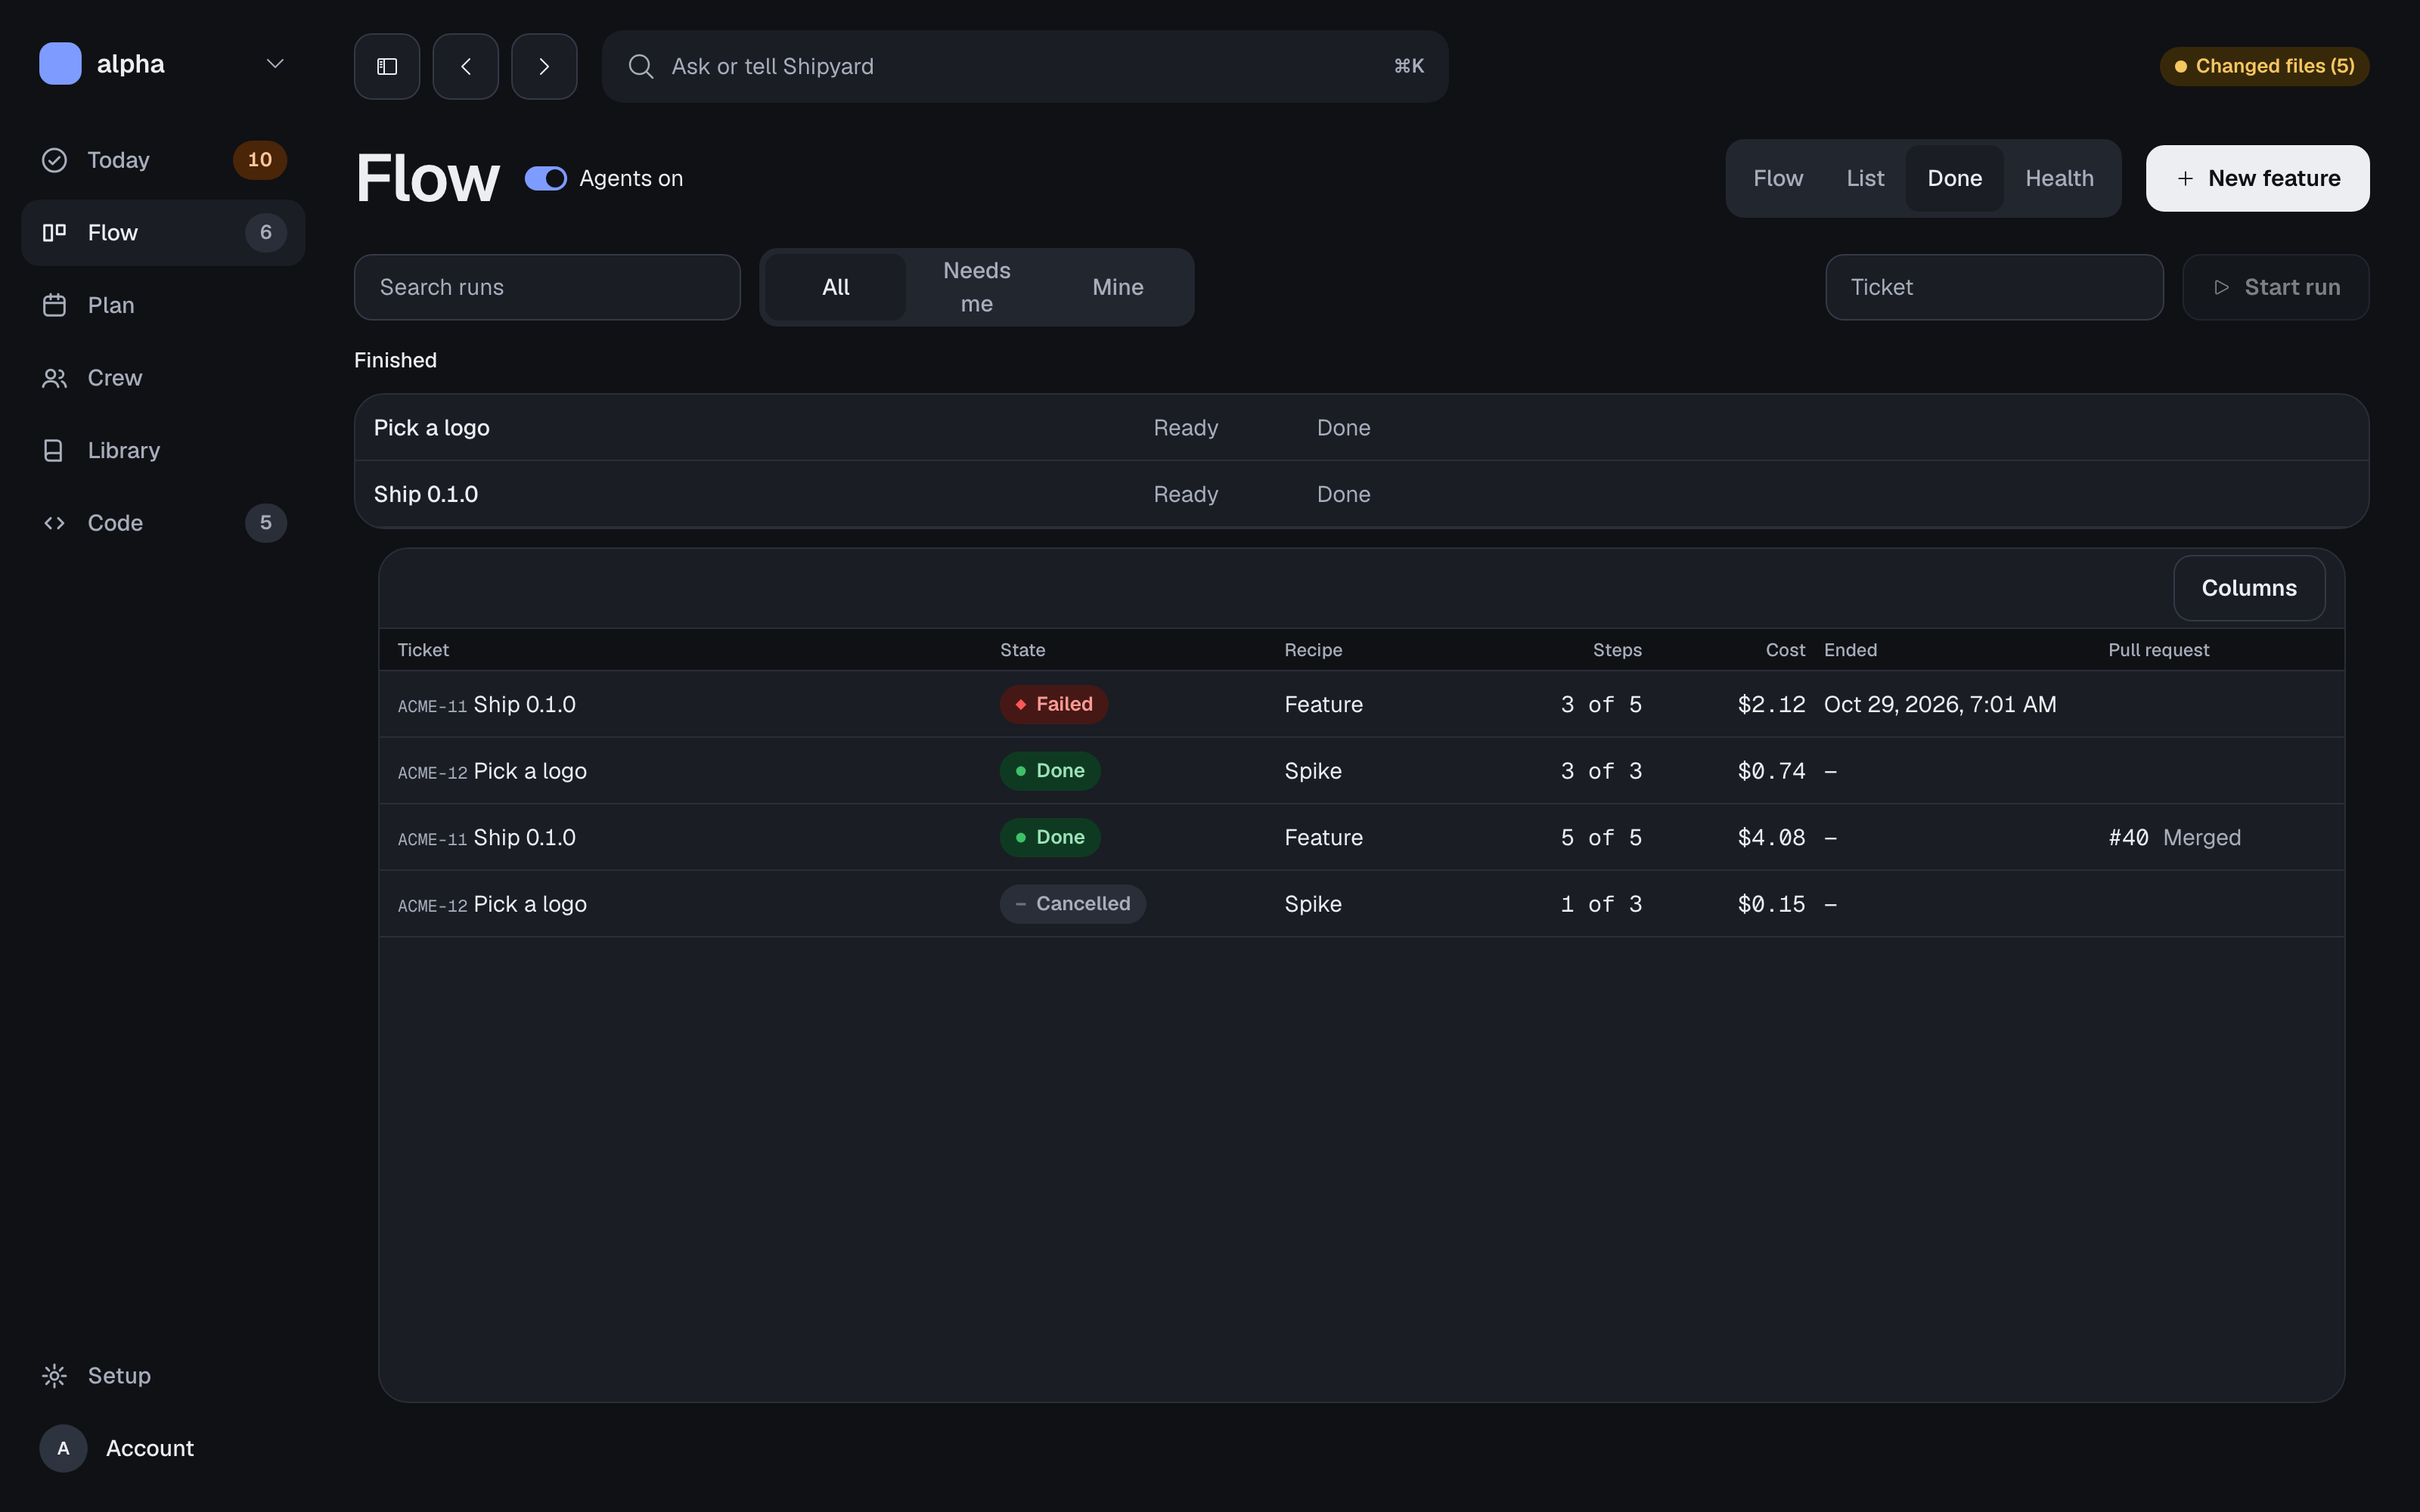 alpha
Ask or tell Shipyard ⌘K
Changed files (5)
Today 10
Flow 6
Plan
Crew
Library
Code 5
Setup
A Account
Flow
Agents on
Flow List Done Health
New feature
Search runs
All
Needs
me
Mine
Ticket
Start run
Finished
Pick a logo Ready Done
Ship 0.1.0 Ready Done
Columns
Ticket State Recipe Steps Cost Ended Pull request
ACME-11 Ship 0.1.0 Failed Feature 3 of 5 $2.12 Oct 29, 2026, 7:01 AM
ACME-12 Pick a logo Done Spike 3 of 3 $0.74 –
ACME-11 Ship 0.1.0 Done Feature 5 of 5 $4.08 – #40 Merged
ACME-12 Pick a logo Cancelled Spike 1 of 3 $0.15 –